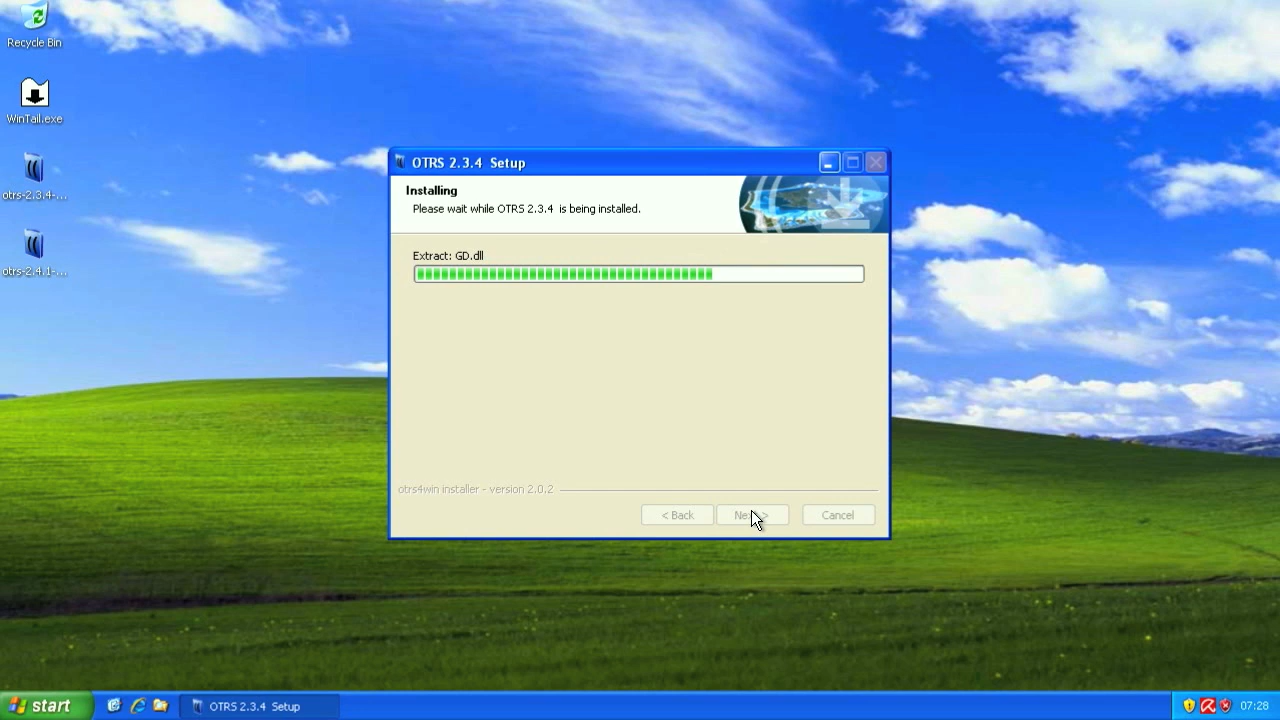 Recycle Bin
WinTail.exe
otrs-2.3.4-...
otrs-2.4.1-...
OTRS 2.3.4 Setup
Installing
Please wait while OTRS 2.3.4 is being installed.
Extract: GD.dll
otrs4win installer - version 2.0.2
< Back
Cancel
start
OTRS 2.3.4 Setup
07:28